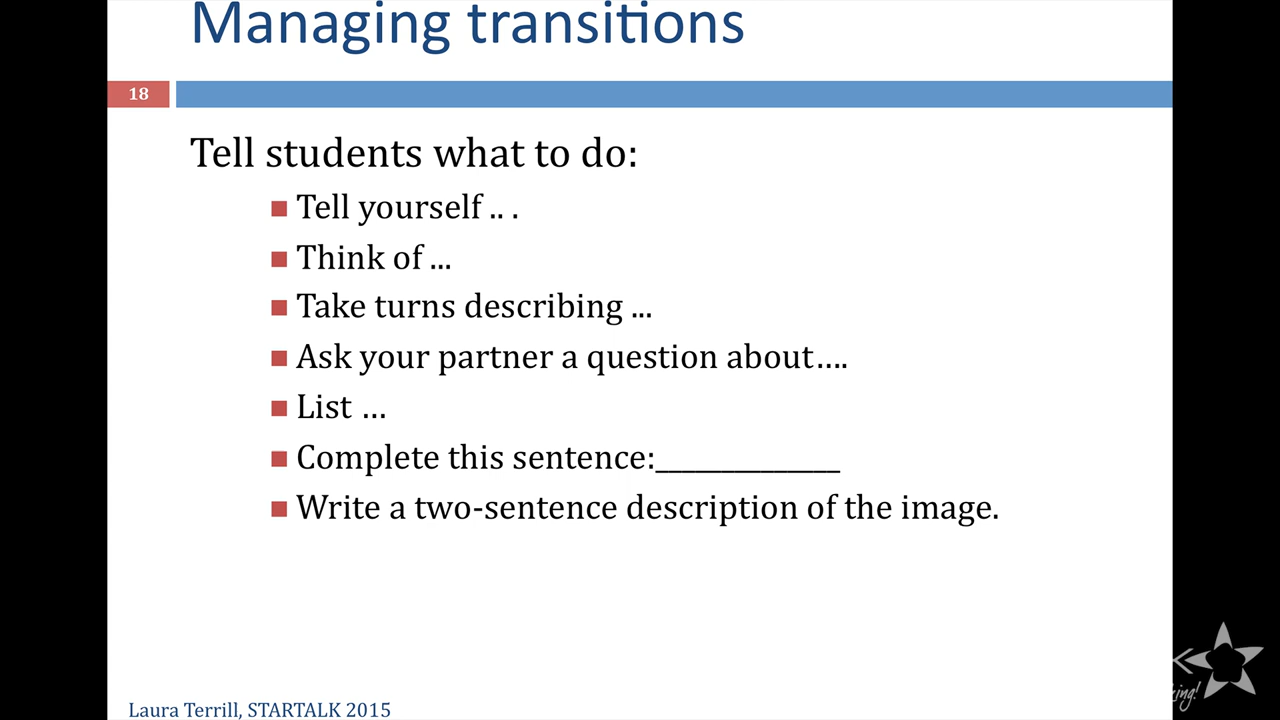 Managing transitions
18
Tell students what to do:
Tell yourself .. .
Think of ...
Take turns describing ...
Ask your partner a question about....
List ...
Complete this sentence:______________
Write a two-sentence description of the image.
Laura Terrill, STARTALK 2015